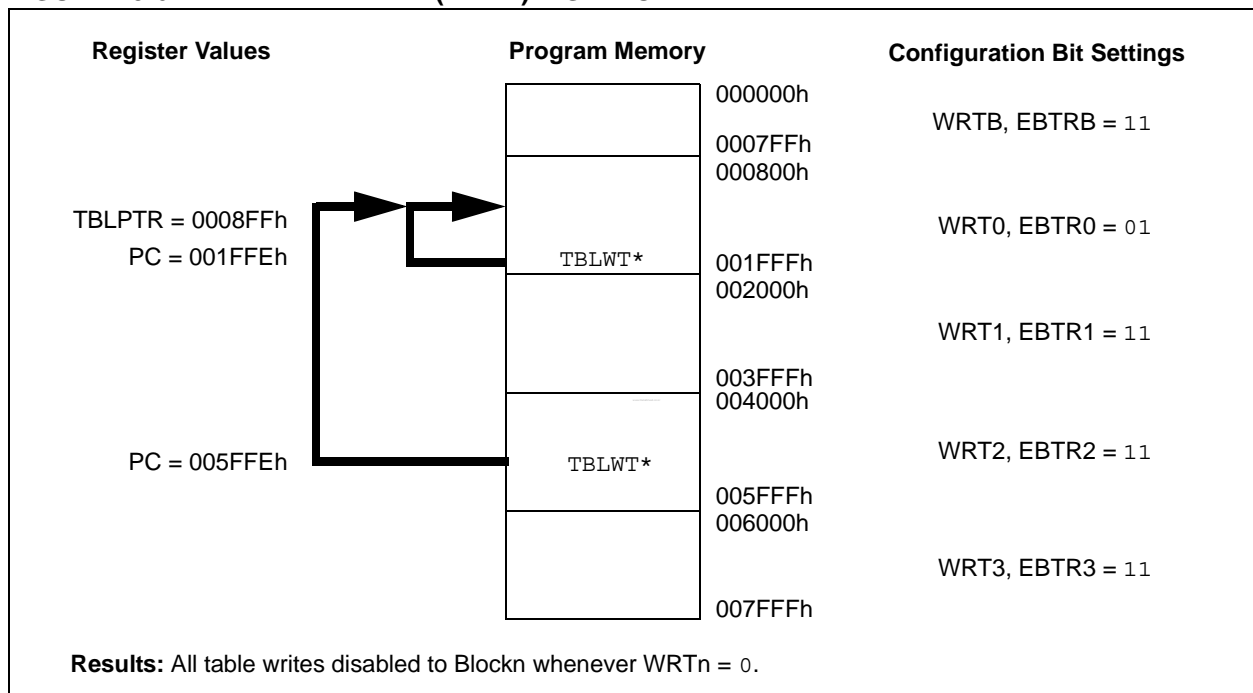 Register Values
Program Memory
Configuration Bit Settings
000000h
WRTB, EBTRB = 11
0007FFh
000800h
TBLPTR = 0008FFh
WRT0, EBTR0 = 01
PC = 001FFEh
TBLWT*
001FFFh
002000h
WRT1, EBTR1 = 11
003FFFh
004000h
PC = 005FFEh
TBLWT*
WRT2, EBTR2 = 11
005FFFh
006000h
WRT3, EBTR3 = 11
007FFFh
Results: All table writes disabled to Blockn whenever WRTn = 0.